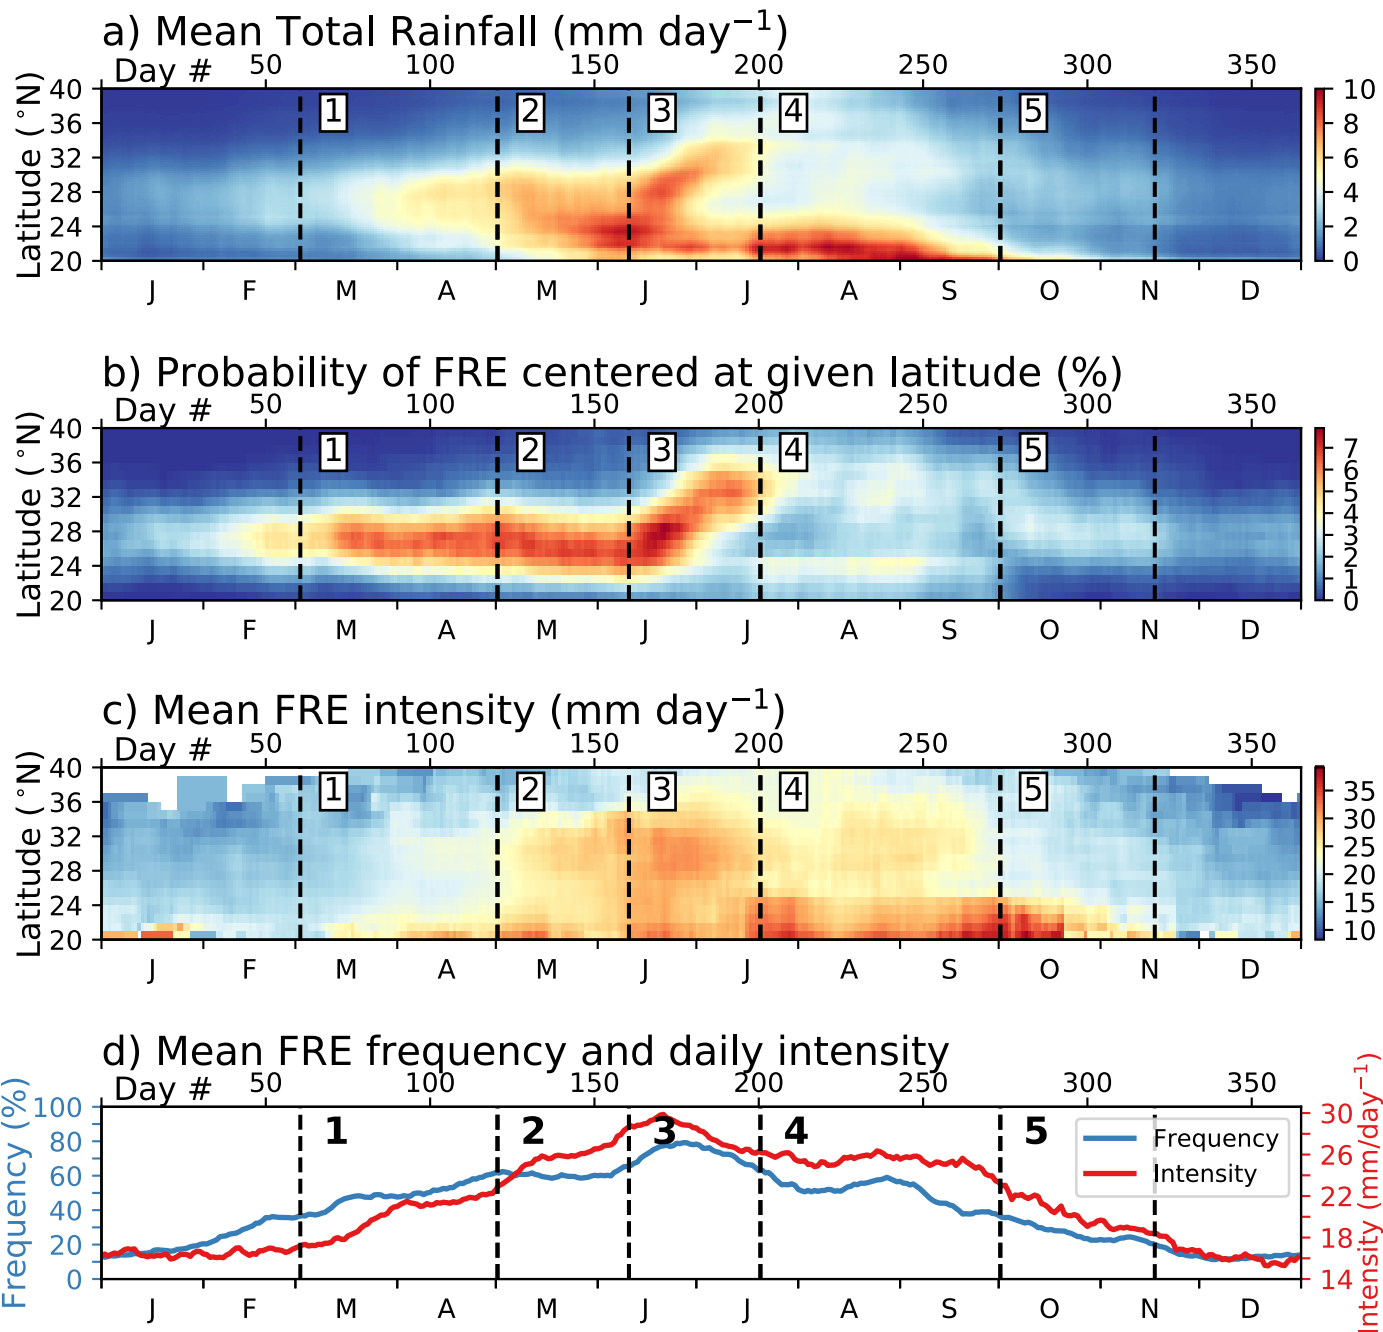 a) Mean Total Rainfall (mm day⁻¹)
Day # 50 100 150 200 250 300 350
Latitude (°N)
40 36 32 28 24 20
1 2 3 4 5
10 8 6 4 2 0
J F M A M J J A S O N D
b) Probability of FRE centered at given latitude (%)
Day # 50 100 150 200 250 300 350
Latitude (°N)
40 36 32 28 24 20
1 2 3 4 5
7 6 5 4 3 2 1 0
J F M A M J J A S O N D
c) Mean FRE intensity (mm day⁻¹)
Day # 50 100 150 200 250 300 350
Latitude (°N)
40 36 32 28 24 20
1 2 3 4 5
35 30 25 20 15 10
J F M A M J J A S O N D
d) Mean FRE frequency and daily intensity
Day # 50 100 150 200 250 300 350
Frequency (%)
100 80 60 40 20 0
1 2 3 4 5
Frequency
Intensity
30 26 22 18 14
Intensity (mm/day⁻¹)
J F M A M J J A S O N D